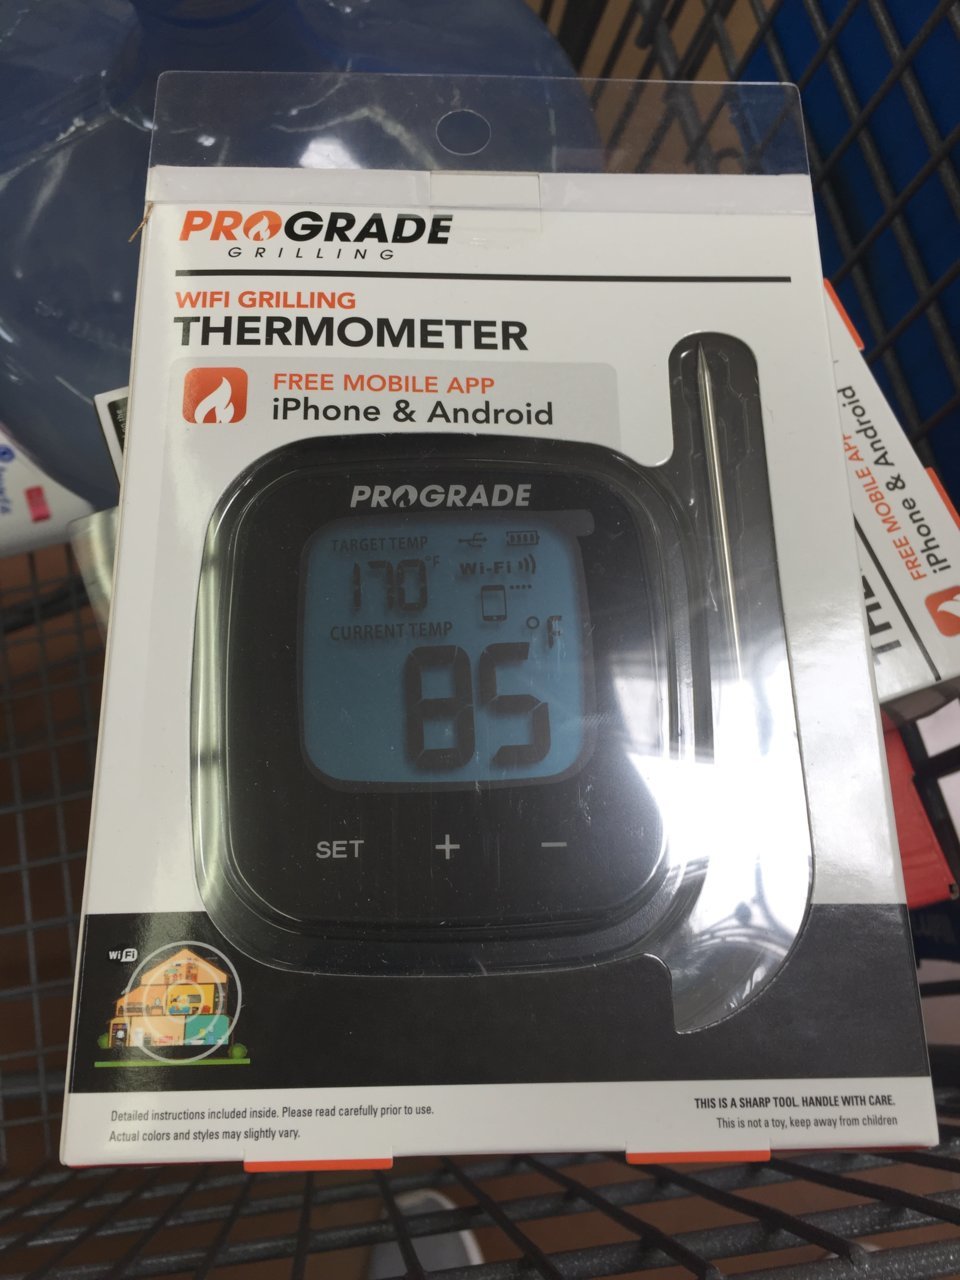 PROGRADE
GRILLING
WIFI GRILLING
THERMOMETER
FREE MOBILE APP
iPhone & Android
PROGRADE
TARGET TEMP
170°F
Wi-Fi
CURRENT TEMP
85°F
SET + −
WiFi
Detailed instructions included inside. Please read carefully prior to use.
Actual colors and styles may slightly vary.
THIS IS A SHARP TOOL. HANDLE WITH CARE.
This is not a toy, keep away from children
FREE MOBILE APP
iPhone & Android